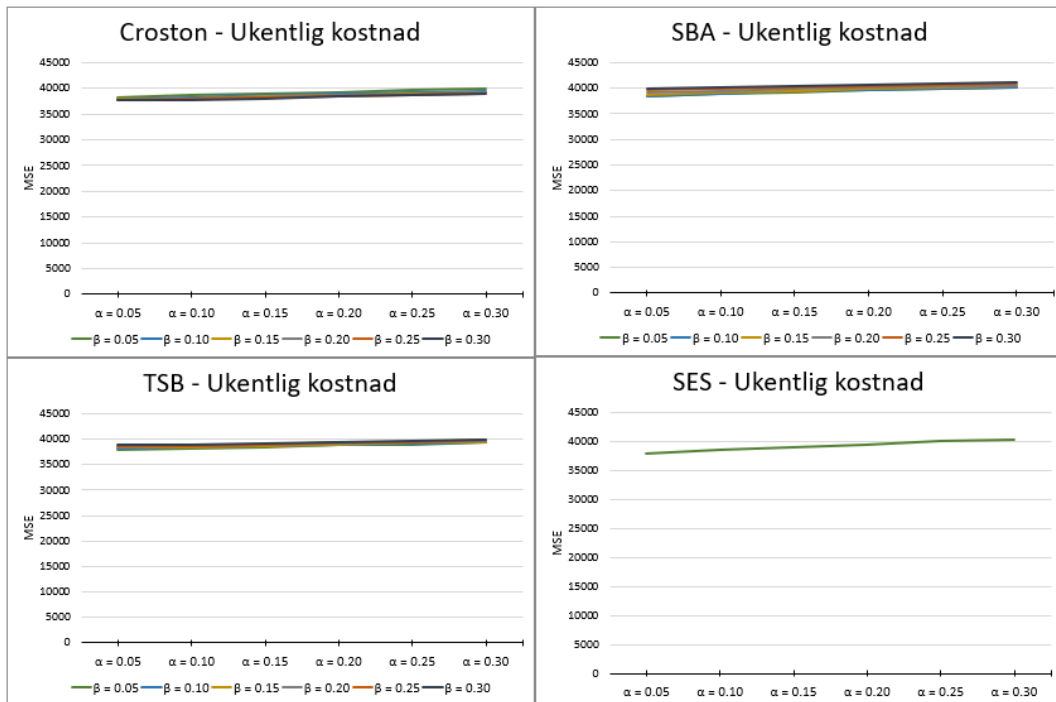 Croston - Ukentlig kostnad
45000
40000
35000
30000
25000
20000
15000
10000
5000
0
MSE
α = 0.05 α = 0.10 α = 0.15 α = 0.20 α = 0.25 α = 0.30
β = 0.05 β = 0.10 β = 0.15 β = 0.20 β = 0.25 β = 0.30
SBA - Ukentlig kostnad
45000
40000
35000
30000
25000
20000
15000
10000
5000
0
MSE
α = 0.05 α = 0.10 α = 0.15 α = 0.20 α = 0.25 α = 0.30
β = 0.05 β = 0.10 β = 0.15 β = 0.20 β = 0.25 β = 0.30
TSB - Ukentlig kostnad
45000
40000
35000
30000
25000
20000
15000
10000
5000
0
MSE
α = 0.05 α = 0.10 α = 0.15 α = 0.20 α = 0.25 α = 0.30
β = 0.05 β = 0.10 β = 0.15 β = 0.20 β = 0.25 β = 0.30
SES - Ukentlig kostnad
45000
40000
35000
30000
25000
20000
15000
10000
5000
0
MSE
α = 0.05 α = 0.10 α = 0.15 α = 0.20 α = 0.25 α = 0.30